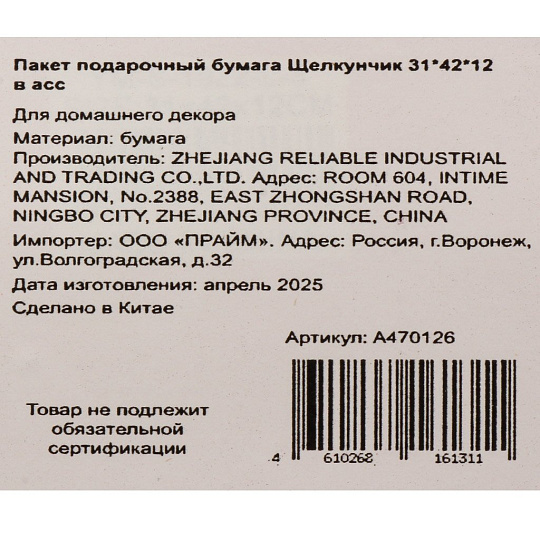 Пакет подарочный бумага Щелкунчик 31*42*12
в асс
Для домашнего декора
Материал: бумага
Производитель: ZHEJIANG RELIABLE INDUSTRIAL
AND TRADING CO.,LTD. Адрес: ROOM 604, INTIME
MANSION, No.2388, EAST ZHONGSHAN ROAD,
NINGBO CITY, ZHEJIANG PROVINCE, CHINA
Импортер: ООО «ПРАЙМ». Адрес: Россия, г.Воронеж,
ул.Волгоградская, д.32
Дата изготовления: апрель 2025
Сделано в Китае
Артикул: А470126
Товар не подлежит
обязательной
сертификации
4 610268 161311